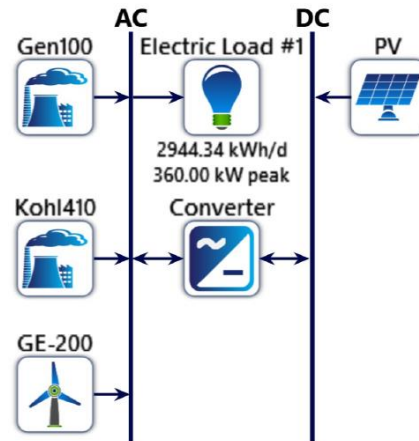 AC DC
Gen100 Electric Load #1 PV
2944.34 kWh/d
360.00 kW peak
Kohl410 Converter
GE-200